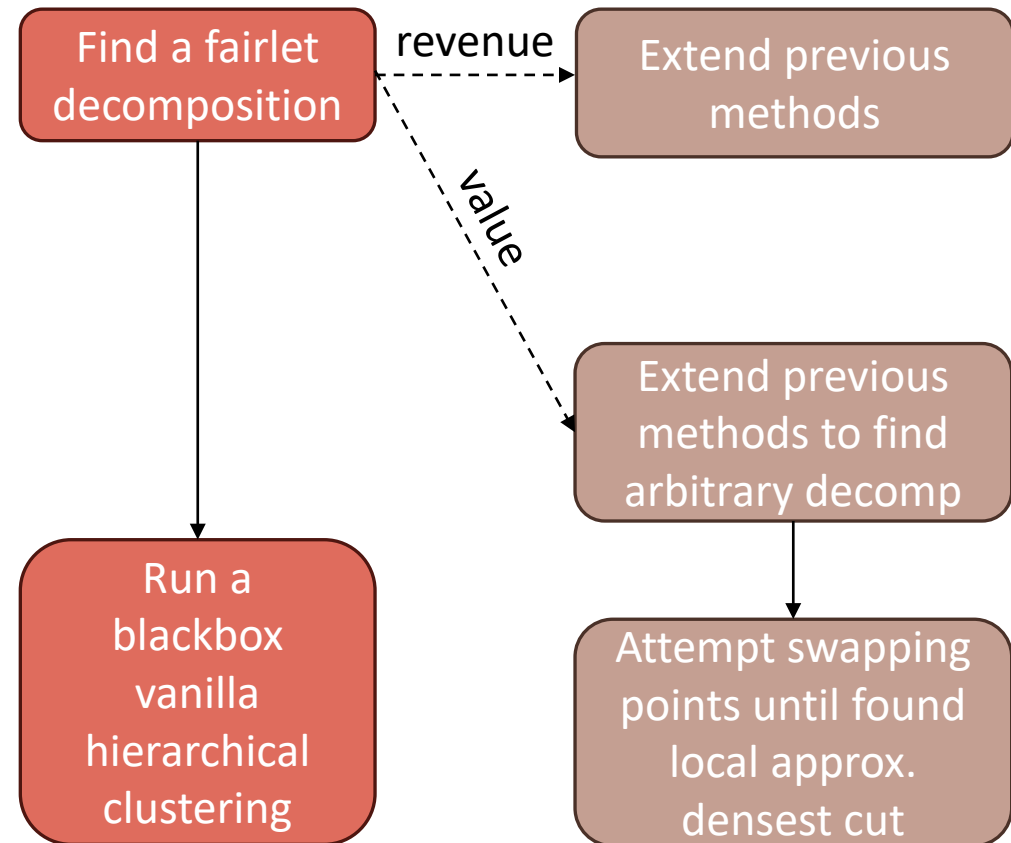 Find a fairlet
decomposition
revenue
Extend previous
methods
value
Extend previous
methods to find
arbitrary decomp
Run a
blackbox
vanilla
hierarchical
clustering
Attempt swapping
points until found
local approx.
densest cut